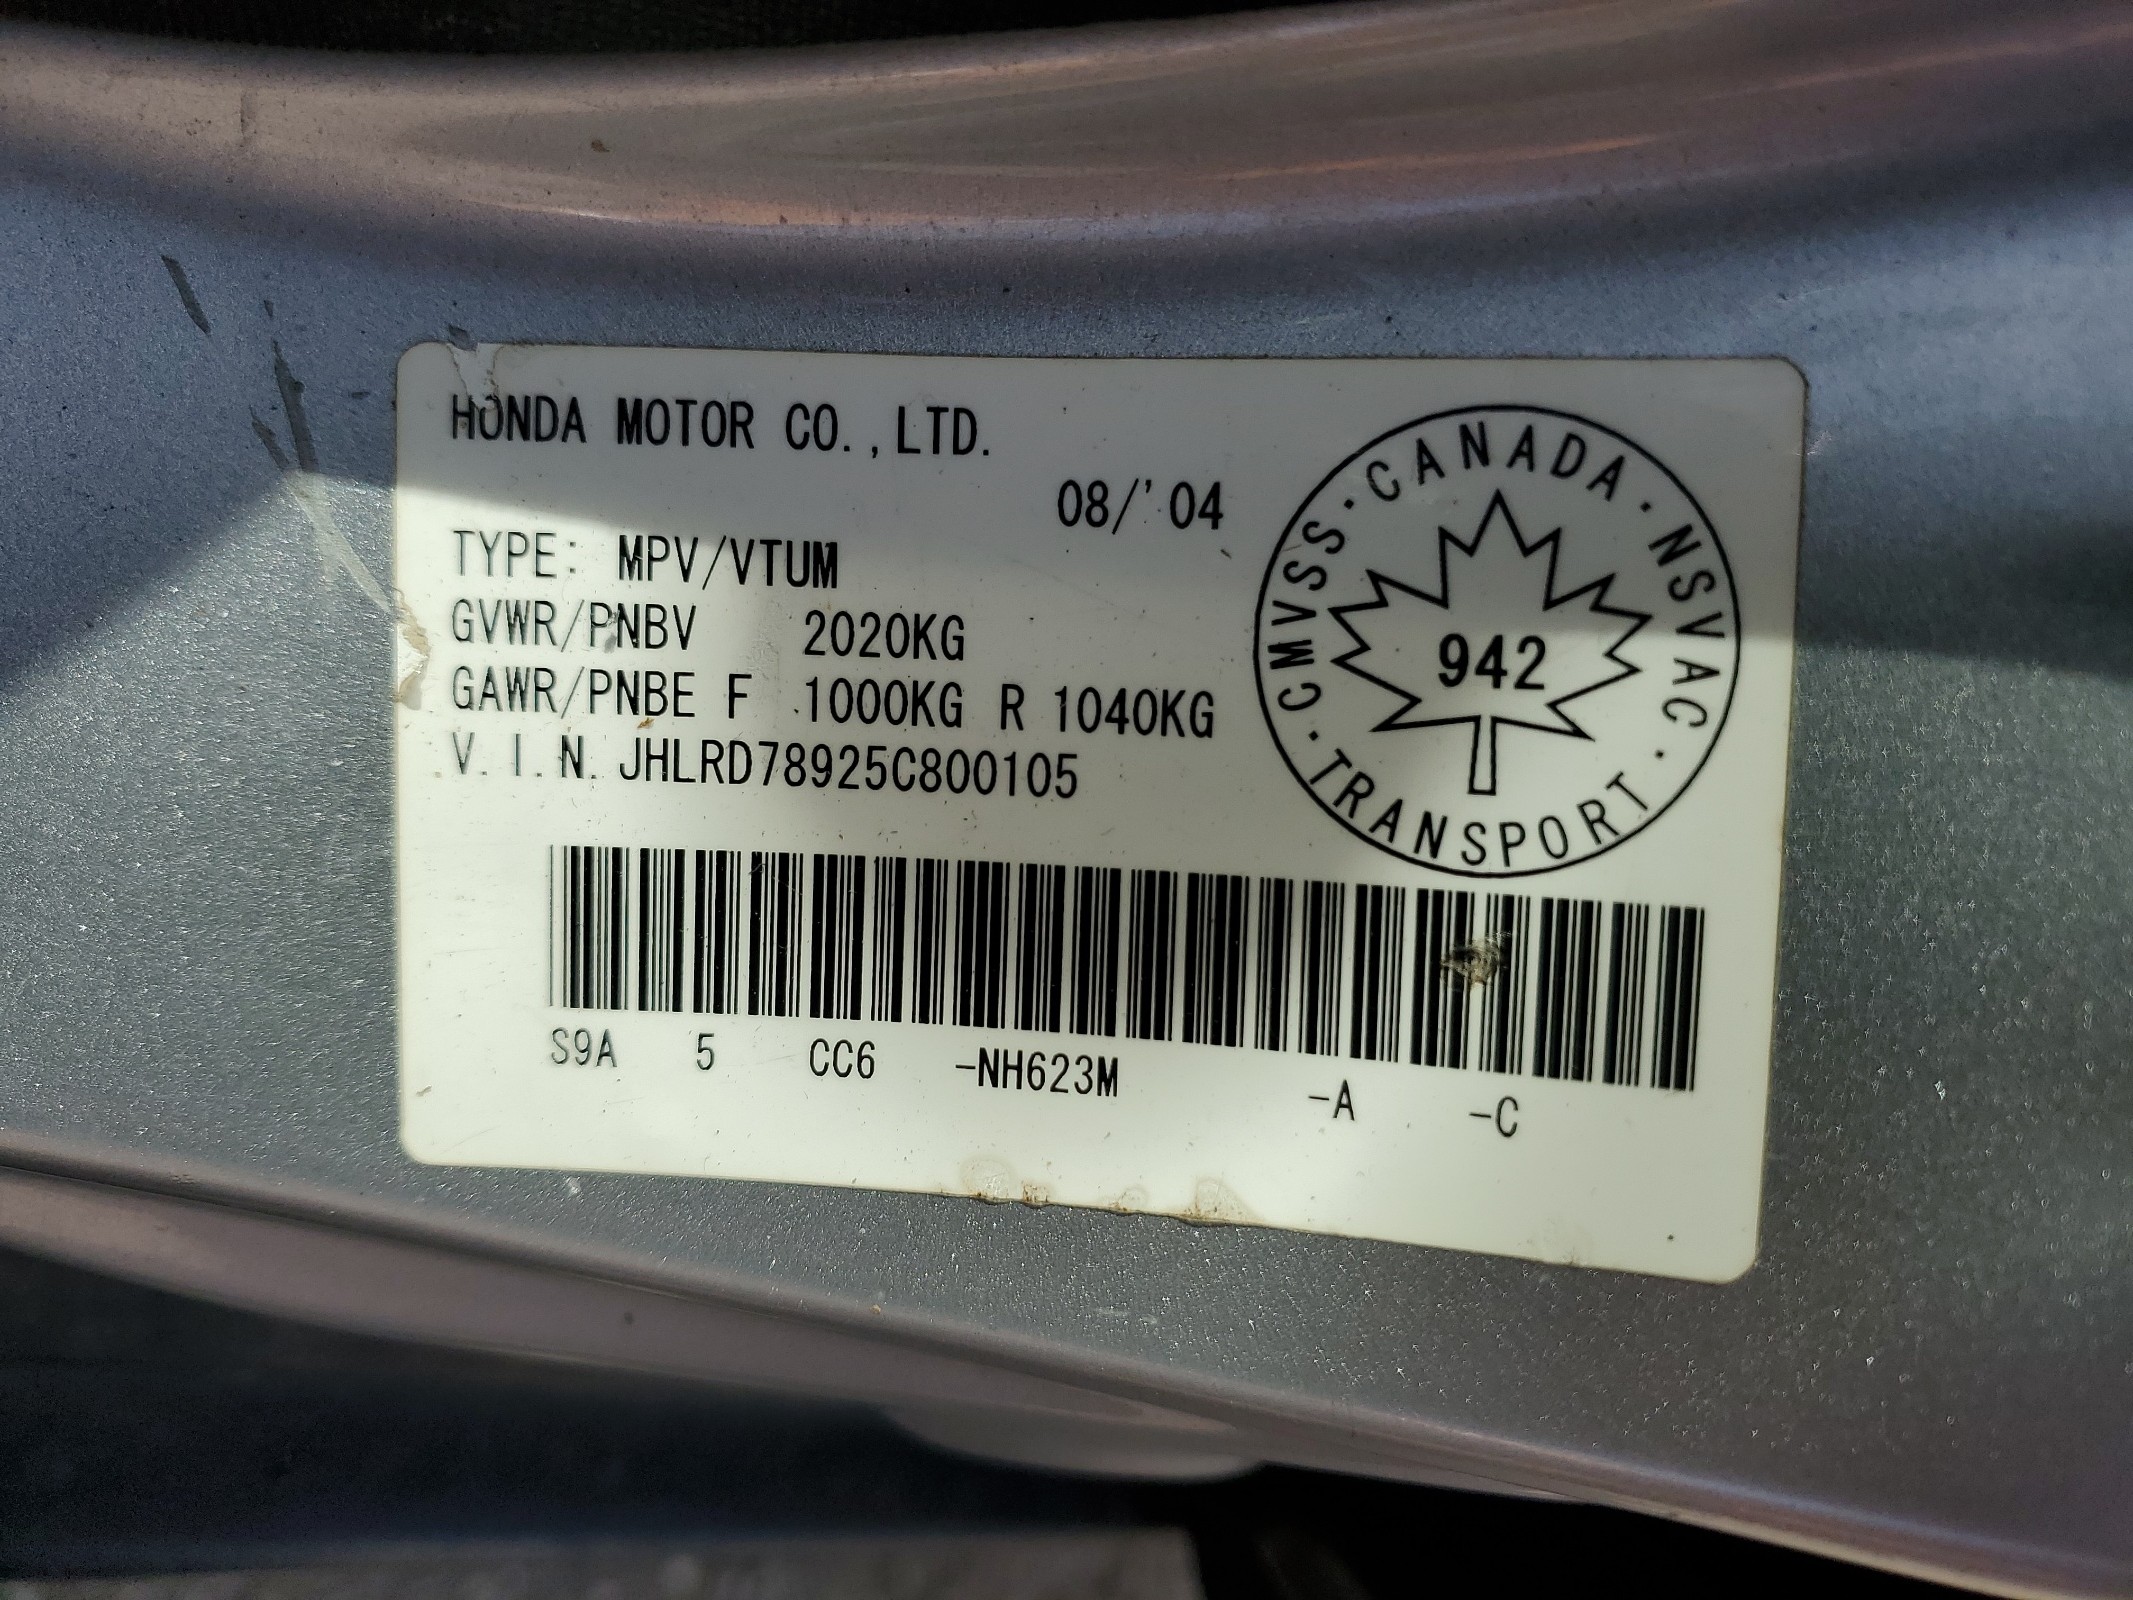 HONDA MOTOR CO.,LTD.
08/'04
TYPE: MPV/VTUM
GVWR/PNBV 2020KG
GAWR/PNBE F 1000KG R 1040KG
V.I.N. JHLRD78925C800105
CMVSS · CANADA · NSVAC · TRANSPORT ·
942
S9A 5 CC6 -NH623M -A -C